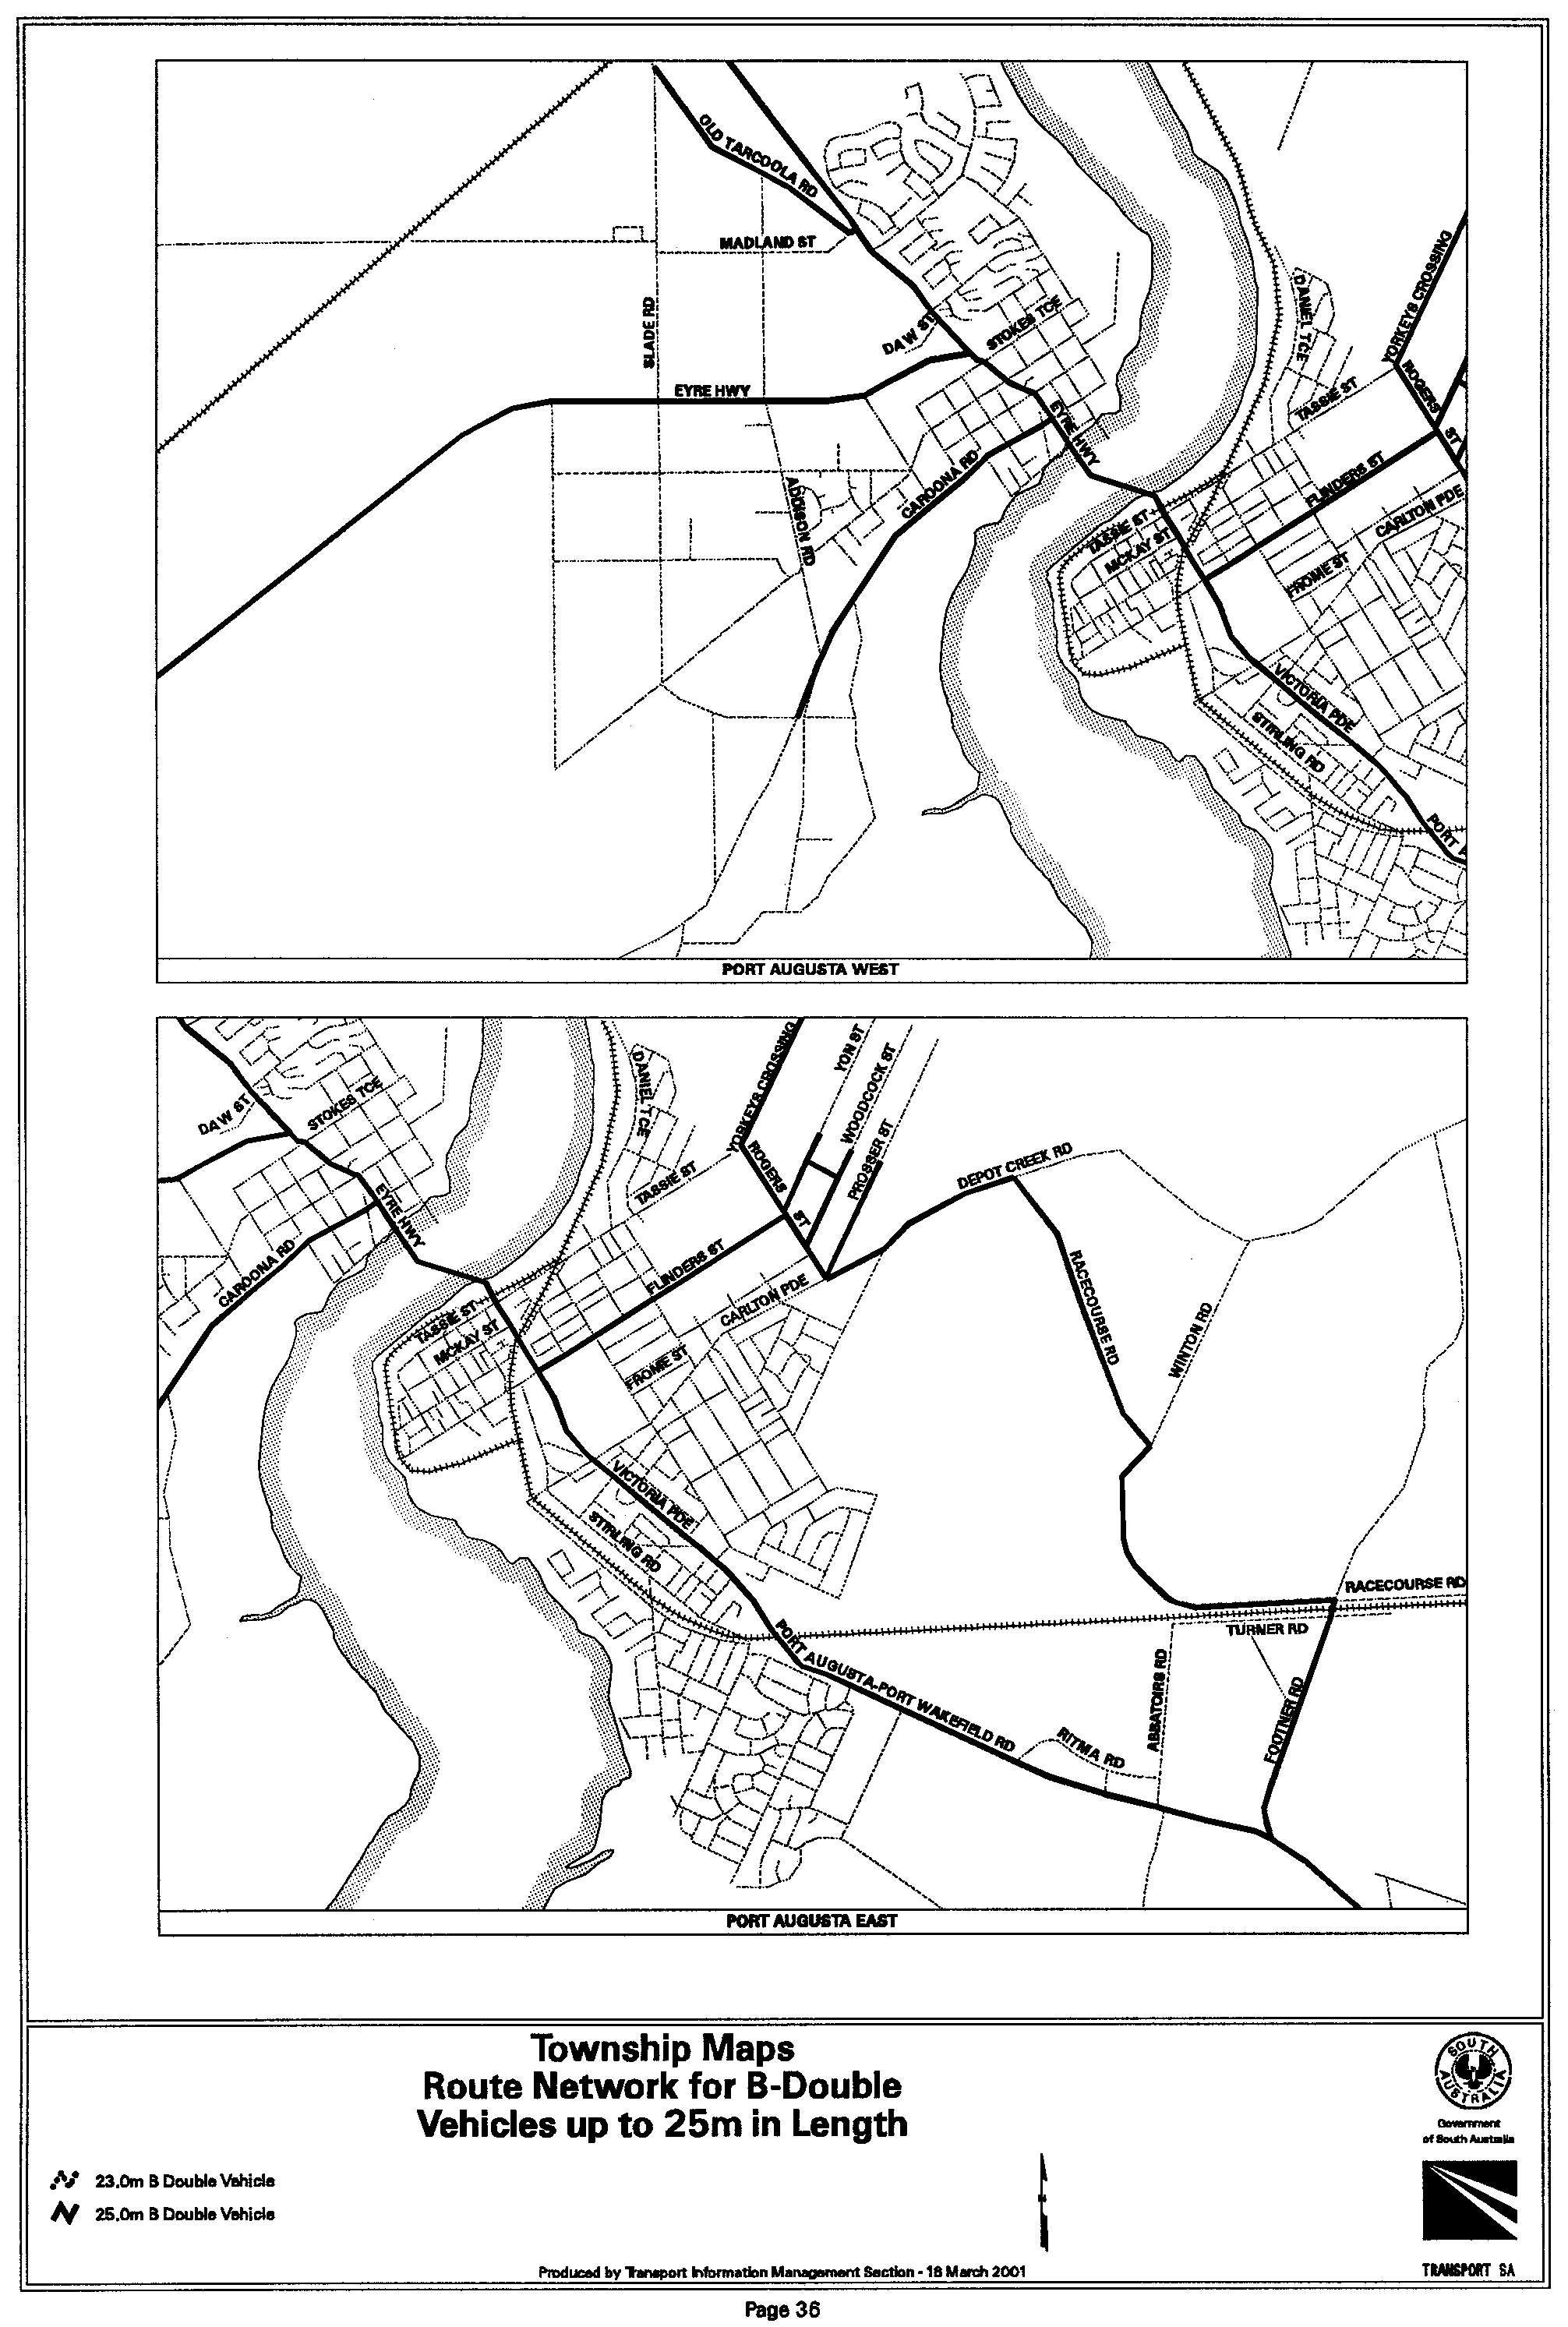 OLD TARCOOLA RD
MADLAND ST
SLADE RD
DAW ST
STOKES TCE
EYRE HWY
EYRE HWY
CAROONA RD
ADDISON RD
DANIEL TCE
YORKEYS CROSSING
ROGERS ST
TASSIE ST
FLINDERS ST
CARLTON PDE
TASSIE ST
MCKAY ST
FROME ST
VICTORIA PDE
STIRLING RD
PORT
PORT AUGUSTA WEST
DAW ST
STOKES TCE
EYRE HWY
CAROONA RD
DANIEL TCE
YORKEYS CROSSING
YON ST
WOODCOCK ST
PROSSER ST
ROGERS ST
TASSIE ST
DEPOT CREEK RD
FLINDERS ST
CARLTON PDE
RACECOURSE RD
WINTON RD
TASSIE ST
MCKAY ST
FROME ST
VICTORIA PDE
STIRLING RD
RACECOURSE RD
TURNER RD
PORT AUGUSTA-PORT WAKEFIELD RD
RITMA RD
ABBATOIRS RD
FOOTNER RD
PORT AUGUSTA EAST
Township Maps
Route Network for B-Double
Vehicles up to 25m in Length
23.0m B Double Vehicle
25.0m B Double Vehicle
SOUTH AUSTRALIA
Government
of South Australia
TRANSPORT SA
Produced by Transport Information Management Section - 16 March 2001
Page 36